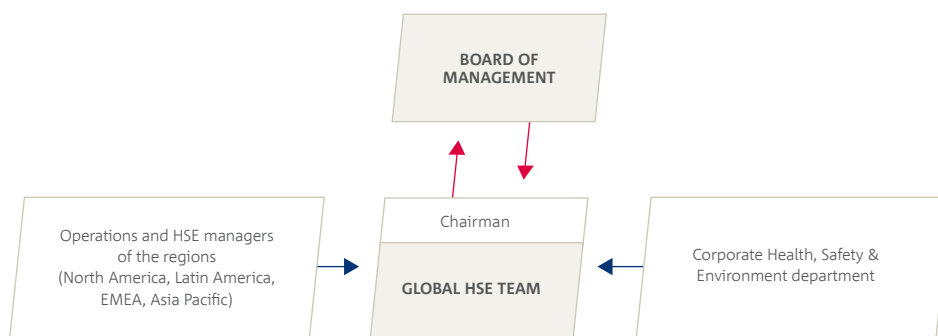 BOARD OF
MANAGEMENT
Chairman
GLOBAL HSE TEAM
Operations and HSE managers
of the regions
(North America, Latin America,
EMEA, Asia Pacific)
Corporate Health, Safety &
Environment department